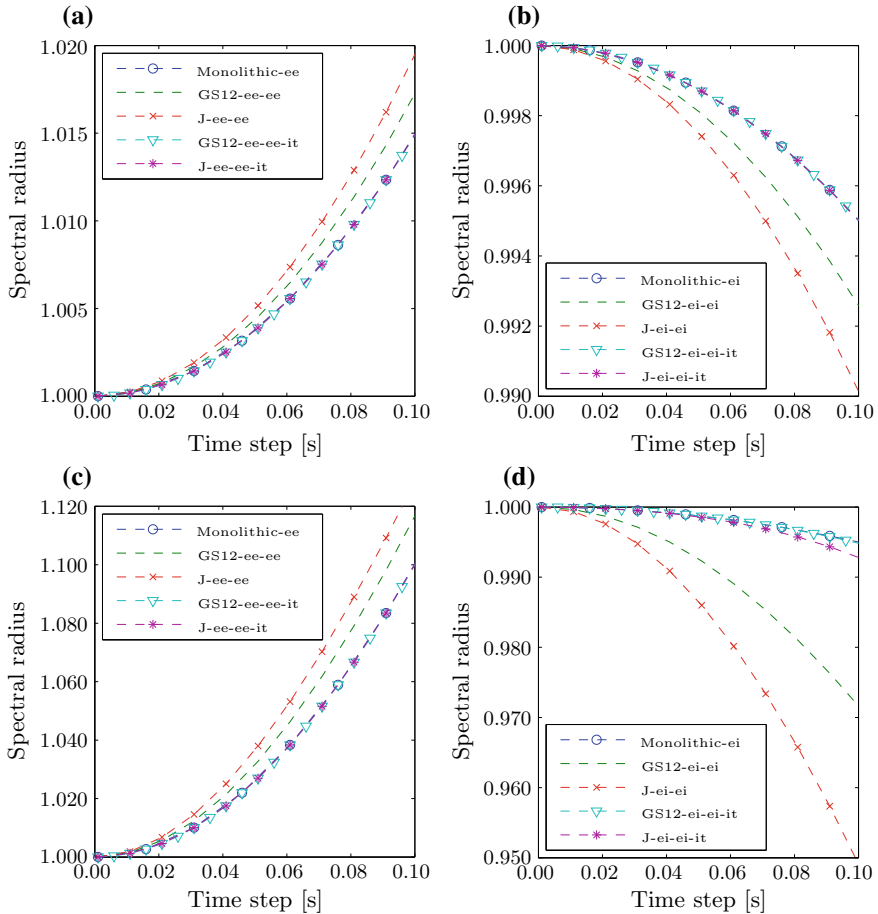 (a)
1.020
1.015
1.010
1.005
1.000
Spectral radius
Monolithic-ee
GS12-ee-ee
J-ee-ee
GS12-ee-ee-it
J-ee-ee-it
0.00 0.02 0.04 0.06 0.08 0.10
Time step [s]
(b)
1.000
0.998
0.996
0.994
0.992
0.990
Spectral radius
Monolithic-ei
GS12-ei-ei
J-ei-ei
GS12-ei-ei-it
J-ei-ei-it
0.00 0.02 0.04 0.06 0.08 0.10
Time step [s]
(c)
1.120
1.100
1.080
1.060
1.040
1.020
1.000
Spectral radius
Monolithic-ee
GS12-ee-ee
J-ee-ee
GS12-ee-ee-it
J-ee-ee-it
0.00 0.02 0.04 0.06 0.08 0.10
Time step [s]
(d)
1.000
0.990
0.980
0.970
0.960
0.950
Spectral radius
Monolithic-ei
GS12-ei-ei
J-ei-ei
GS12-ei-ei-it
J-ei-ei-it
0.00 0.02 0.04 0.06 0.08 0.10
Time step [s]